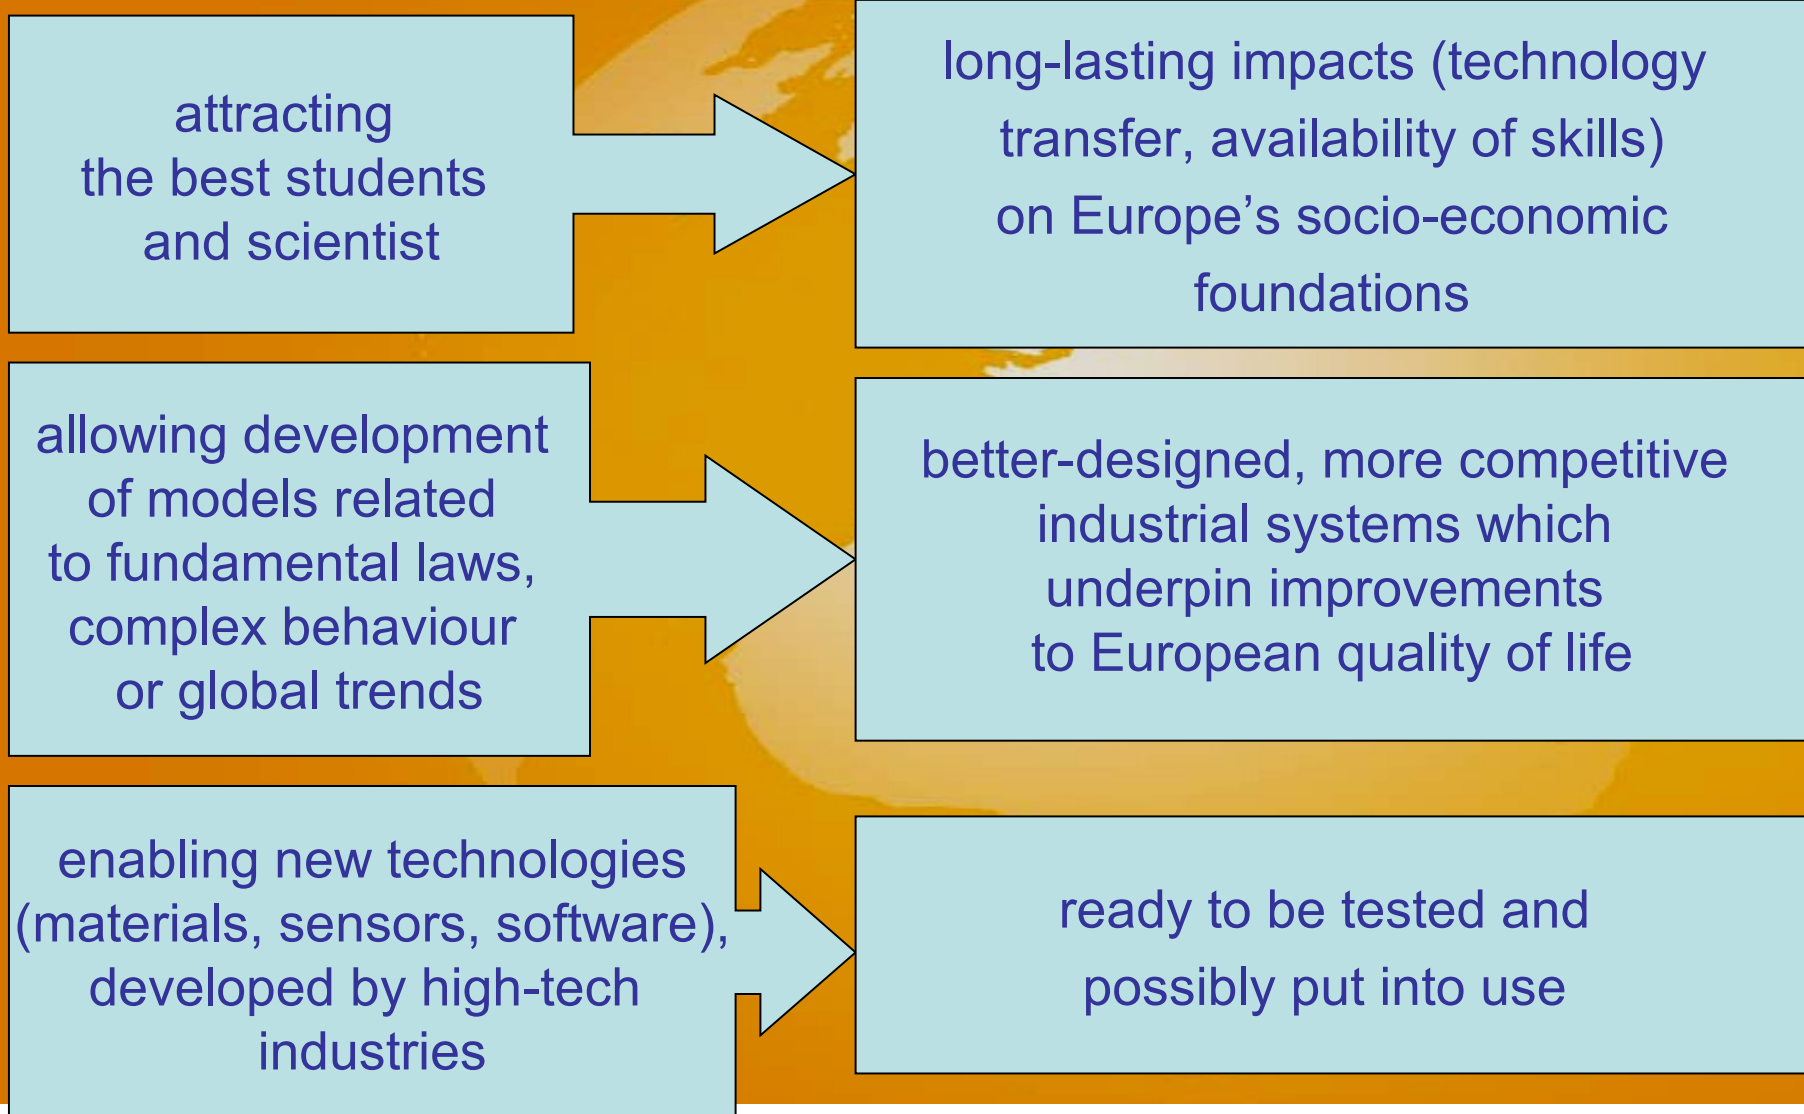 attracting
the best students
and scientist
long-lasting impacts (technology
transfer, availability of skills)
on Europe’s socio-economic
foundations
allowing development
of models related
to fundamental laws,
complex behaviour
or global trends
better-designed, more competitive
industrial systems which
underpin improvements
to European quality of life
enabling new technologies
(materials, sensors, software),
developed by high-tech
industries
ready to be tested and
possibly put into use